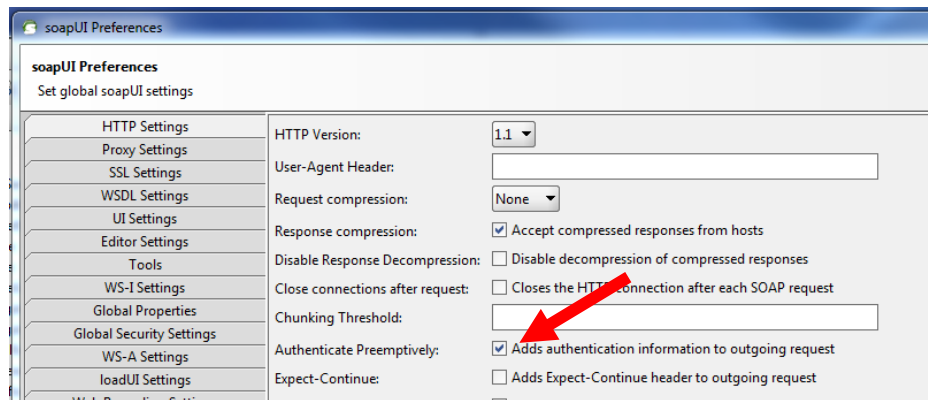 soapUI Preferences
soapUI Preferences
Set global soapUI settings
HTTP Settings
Proxy Settings
SSL Settings
WSDL Settings
UI Settings
Editor Settings
Tools
WS-I Settings
Global Properties
Global Security Settings
WS-A Settings
loadUI Settings
HTTP Version: 1.1
User-Agent Header:
Request compression: None
Response compression: Accept compressed responses from hosts
Disable Response Decompression: Disable decompression of compressed responses
Close connections after request: Closes the HTTP connection after each SOAP request
Chunking Threshold:
Authenticate Preemptively: Adds authentication information to outgoing request
Expect-Continue: Adds Expect-Continue header to outgoing request